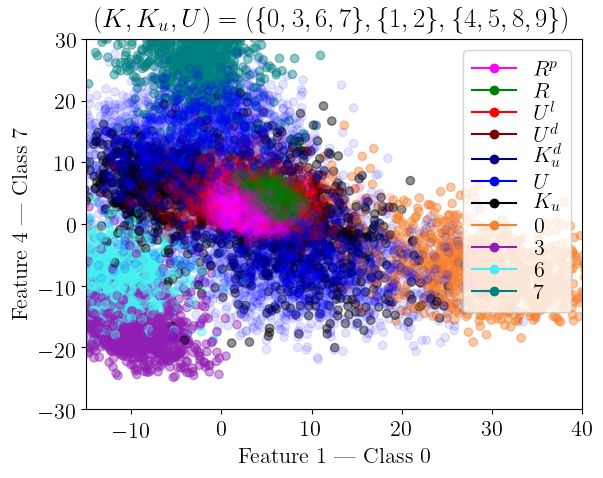 (K, K_u, U) = ({0, 3, 6, 7}, {1, 2}, {4, 5, 8, 9})
30
20
10
0
−10
−20
−30
Feature 4 — Class 7
R^p
R
U^l
U^d
K_u^d
U
K_u
0
3
6
7
−10 0 10 20 30 40
Feature 1 — Class 0